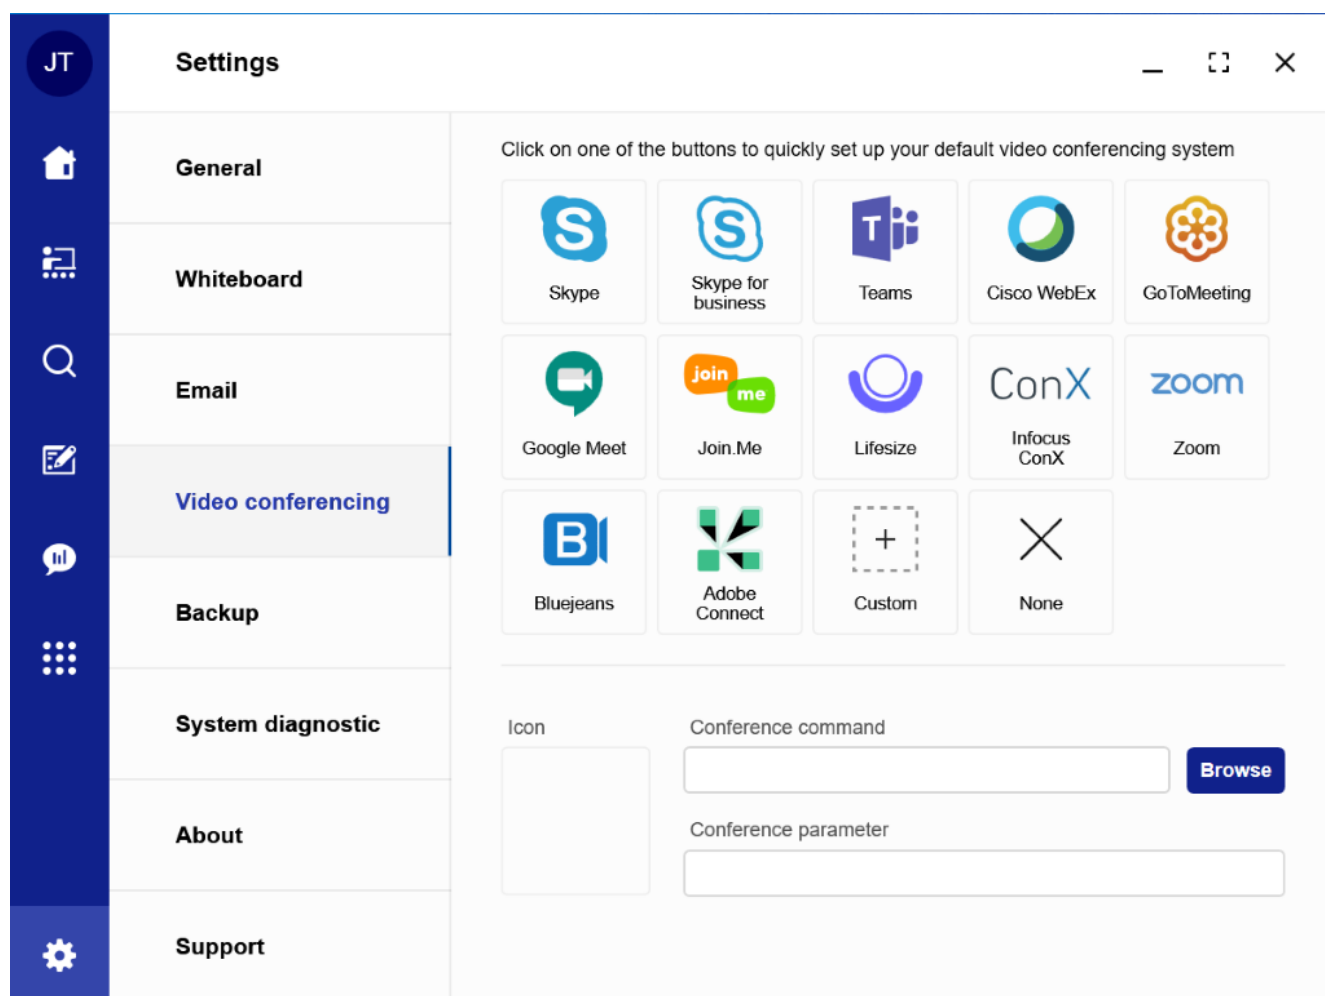 JT
Settings
General
Whiteboard
Email
Video conferencing
Backup
System diagnostic
About
Support
Click on one of the buttons to quickly set up your default video conferencing system
S
Skype
S
Skype for
business
T
Teams
Cisco WebEx
GoToMeeting
Google Meet
join
me
Join.Me
Lifesize
ConX
Infocus
ConX
zoom
Zoom
B
Bluejeans
Adobe
Connect
Custom
None
Icon
Conference command
Browse
Conference parameter